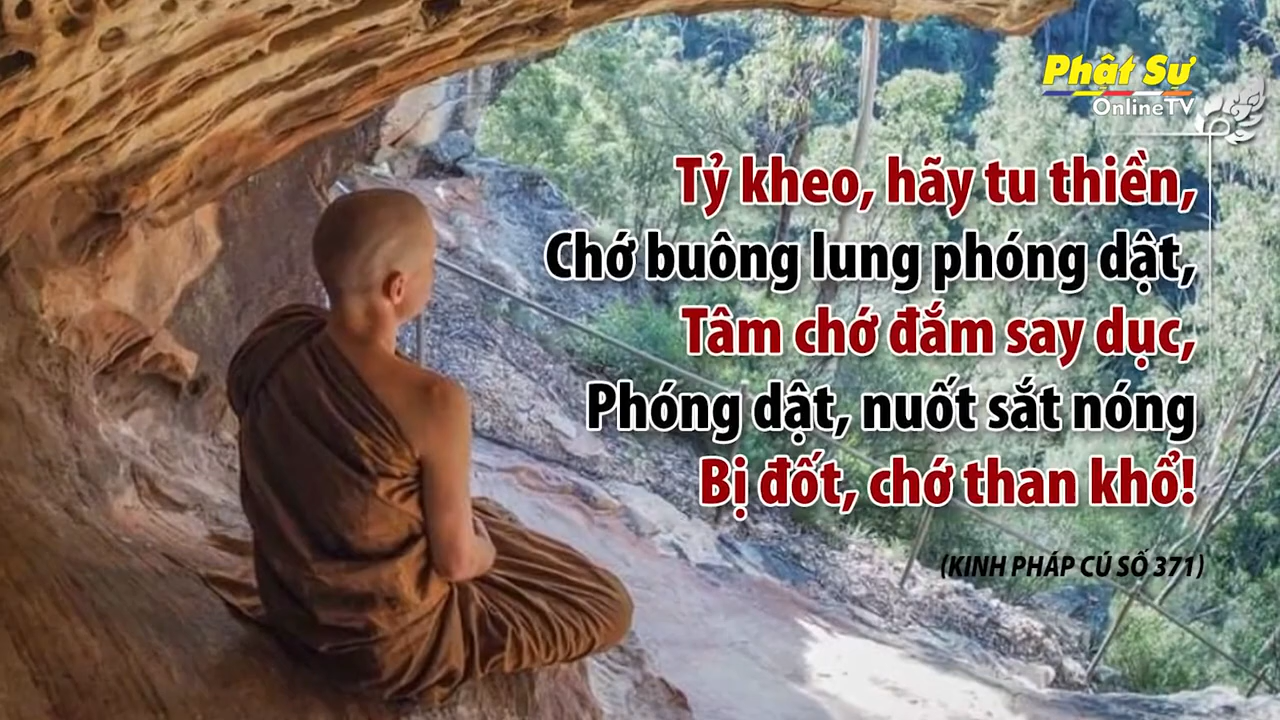 Phật Sự
OnlineTV
Tỷ kheo, hãy tu thiền,
Chớ buông lung phóng dật,
Tâm chớ đắm say dục,
Phóng dật, nuốt sắt nóng
Bị đốt, chớ than khổ!
(KINH PHÁP CÚ SỐ 371)